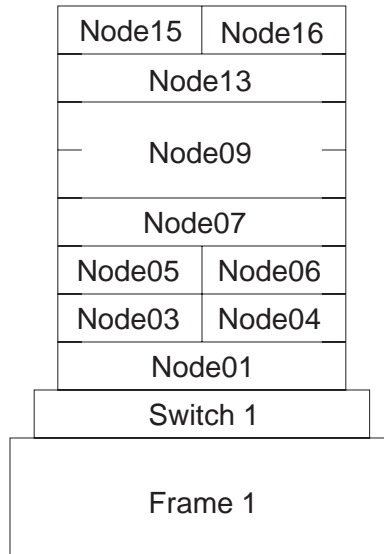 Node15 Node16
Node13
Node09
Node07
Node05 Node06
Node03 Node04
Node01
Switch 1
Frame 1